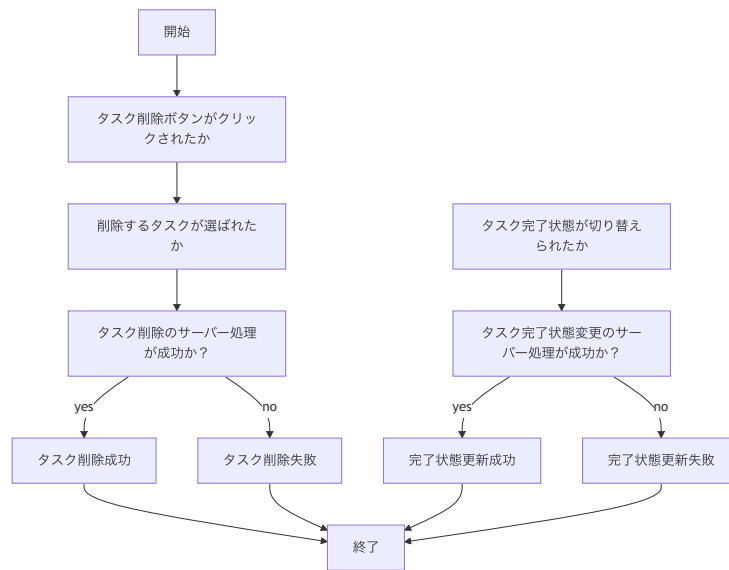 開始
タスク削除ボタンがクリッ
クされたか
削除するタスクが選ばれた
か
タスク完了状態が切り替え
られたか
タスク削除のサーバー処理
が成功か？
タスク完了状態変更のサー
バー処理が成功か？
yes
no
yes
no
タスク削除成功
タスク削除失敗
完了状態更新成功
完了状態更新失敗
終了